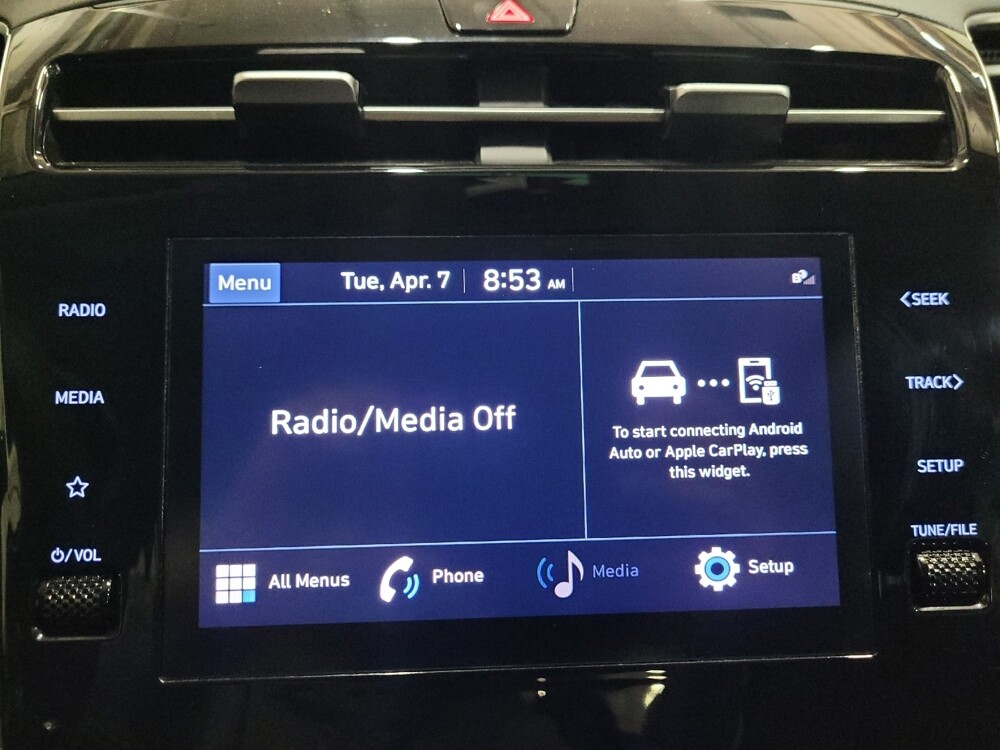 Menu
Tue, Apr. 7
8:53 AM
RADIO
MEDIA
/VOL
Radio/Media Off
To start connecting Android
Auto or Apple CarPlay, press
this widget.
All Menus
Phone
Media
Setup
<SEEK
TRACK>
SETUP
TUNE/FILE